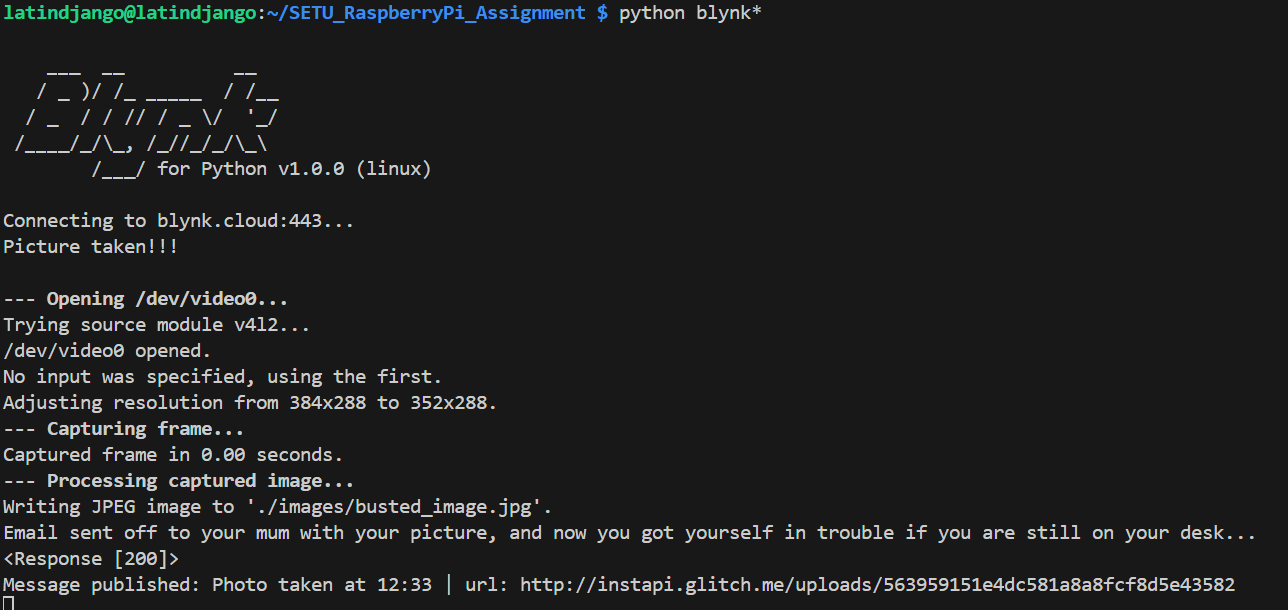 latindjango@latindjango:~/SETU_RaspberryPi_Assignment $ python blynk*
    ___  __          __
   / _ )/ /_ _____  / /__
  / _  / / // / _ \/  '_/
 /____/_/\_, /_//_/_/\_\
        /___/ for Python v1.0.0 (linux)
Connecting to blynk.cloud:443...
Picture taken!!!
--- Opening /dev/video0...
Trying source module v4l2...
/dev/video0 opened.
No input was specified, using the first.
Adjusting resolution from 384x288 to 352x288.
--- Capturing frame...
Captured frame in 0.00 seconds.
--- Processing captured image...
Writing JPEG image to './images/busted_image.jpg'.
Email sent off to your mum with your picture, and now you got yourself in trouble if you are still on your desk...
<Response [200]>
Message published: Photo taken at 12:33 | url: http://instapi.glitch.me/uploads/563959151e4dc581a8a8fcf8d5e43582